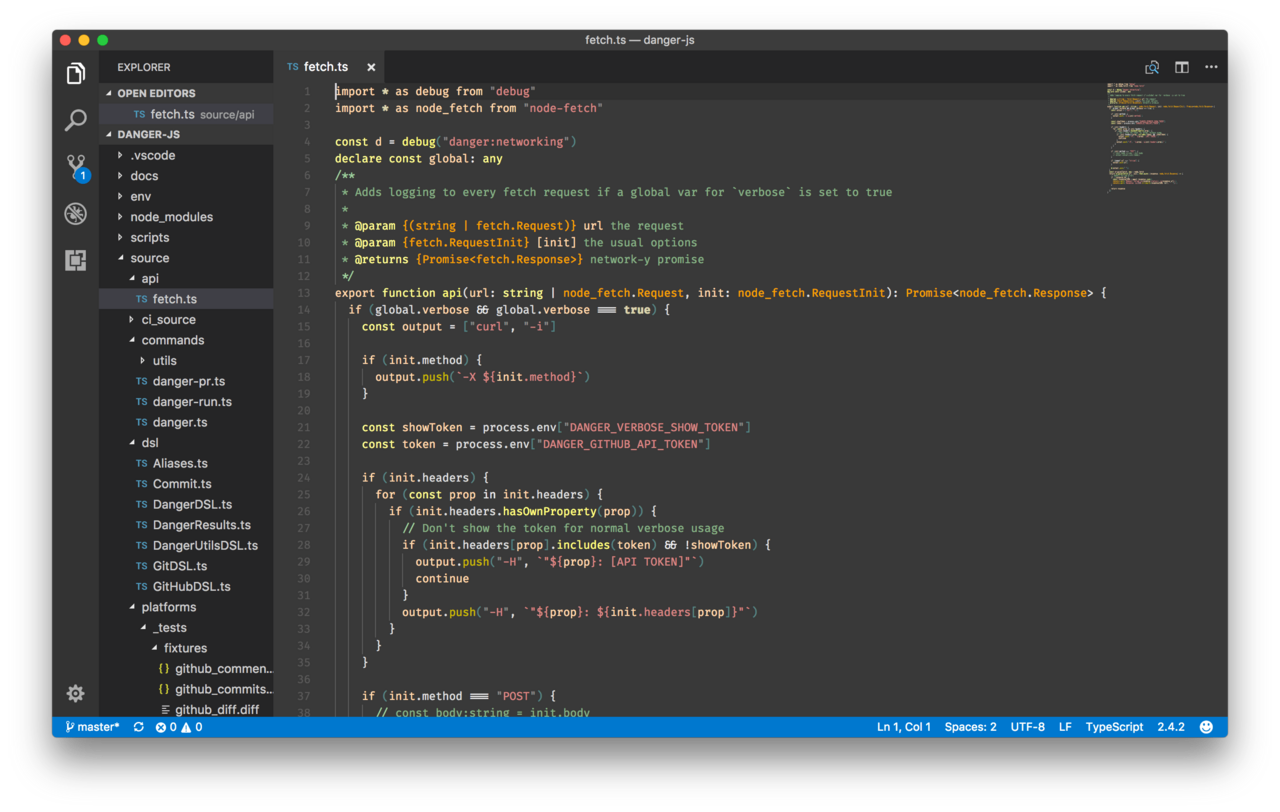 fetch.ts — danger-js
EXPLORER
OPEN EDITORS
TS fetch.ts source/api
DANGER-JS
.vscode
docs
env
node_modules
scripts
source
api
TS fetch.ts
ci_source
commands
utils
TS danger-pr.ts
TS danger-run.ts
TS danger.ts
dsl
TS Aliases.ts
TS Commit.ts
TS DangerDSL.ts
TS DangerResults.ts
TS DangerUtilsDSL.ts
TS GitDSL.ts
TS GitHubDSL.ts
platforms
_tests
fixtures
{} github_commen...
{} github_commits...
github_diff.diff
1
TS fetch.ts ×
1 import * as debug from "debug"
2 import * as node_fetch from "node-fetch"
3
4 const d = debug("danger:networking")
5 declare const global: any
6 /**
7  * Adds logging to every fetch request if a global var for `verbose` is set to true
8  *
9  * @param {(string | fetch.Request)} url the request
10  * @param {fetch.RequestInit} [init] the usual options
11  * @returns {Promise<fetch.Response>} network-y promise
12  */
13 export function api(url: string | node_fetch.Request, init: node_fetch.RequestInit): Promise<node_fetch.Response> {
14   if (global.verbose && global.verbose === true) {
15     const output = ["curl", "-i"]
16
17     if (init.method) {
18       output.push(`-X ${init.method}`)
19     }
20
21     const showToken = process.env["DANGER_VERBOSE_SHOW_TOKEN"]
22     const token = process.env["DANGER_GITHUB_API_TOKEN"]
23
24     if (init.headers) {
25       for (const prop in init.headers) {
26         if (init.headers.hasOwnProperty(prop)) {
27           // Don't show the token for normal verbose usage
28           if (init.headers[prop].includes(token) && !showToken) {
29             output.push("-H", `"${prop}: [API TOKEN]"`)
30             continue
31           }
32           output.push("-H", `"${prop}: ${init.headers[prop]}"`)
33         }
34       }
35     }
36
37     if (init.method === "POST") {
38       // const body:string = init.body
master* 0 0
Ln 1, Col 1 Spaces: 2 UTF-8 LF TypeScript 2.4.2